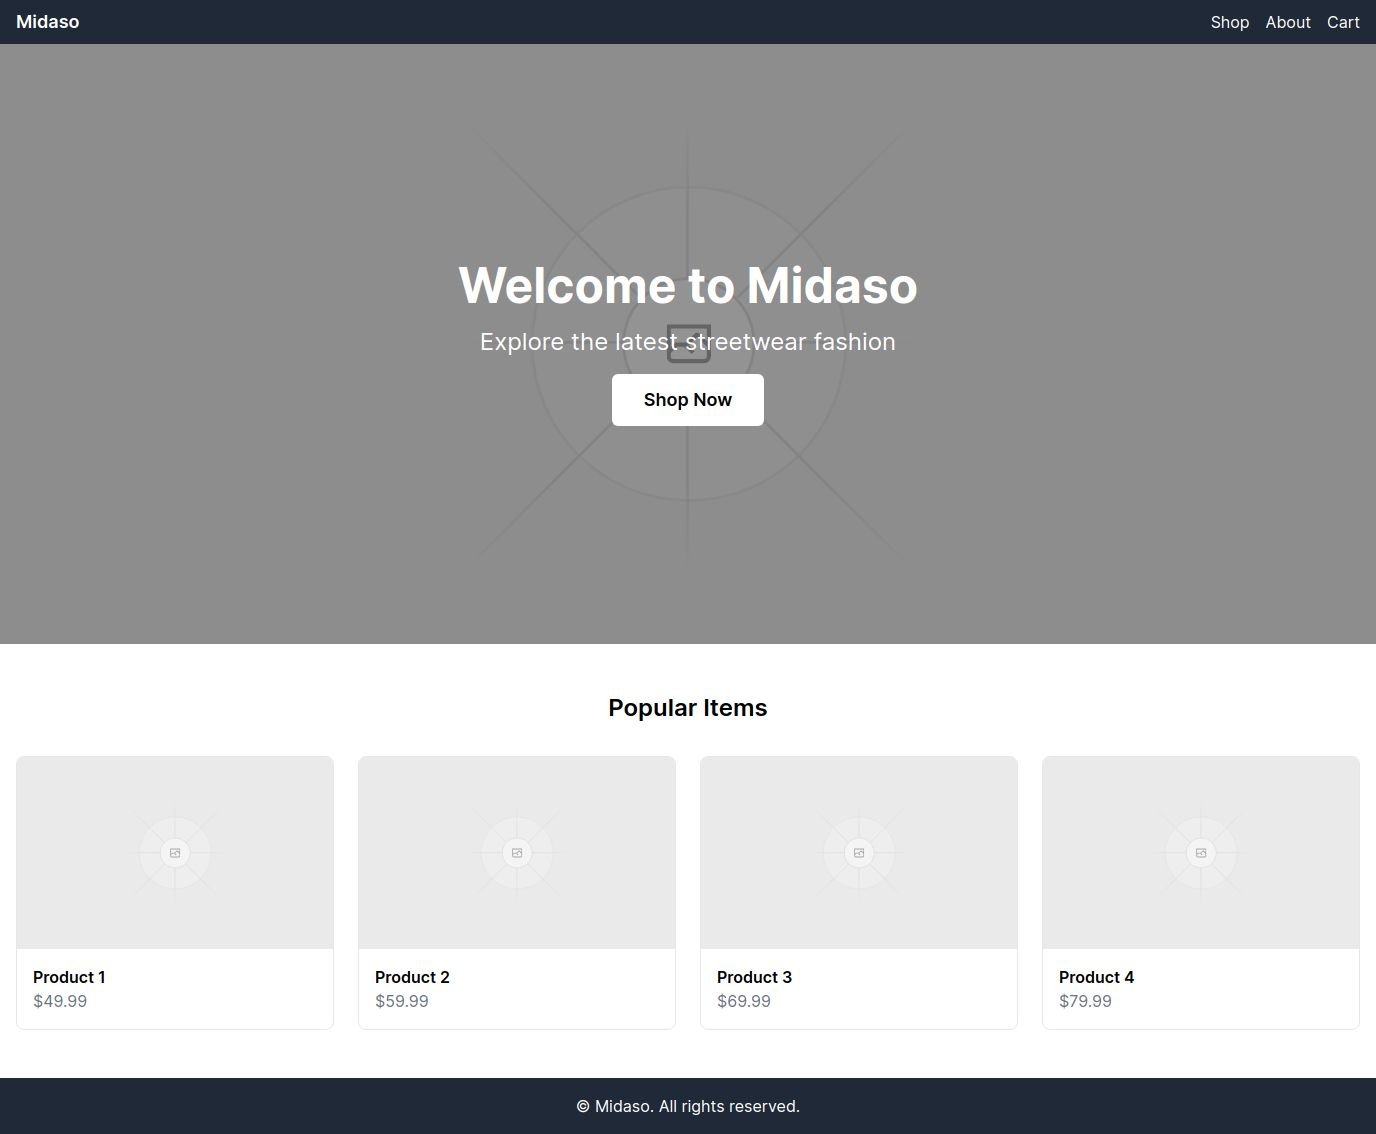 Midaso
Shop About Cart
Welcome to Midaso
Explore the latest streetwear fashion
Shop Now
Popular Items
Product 1
$49.99
Product 2
$59.99
Product 3
$69.99
Product 4
$79.99
© Midaso. All rights reserved.